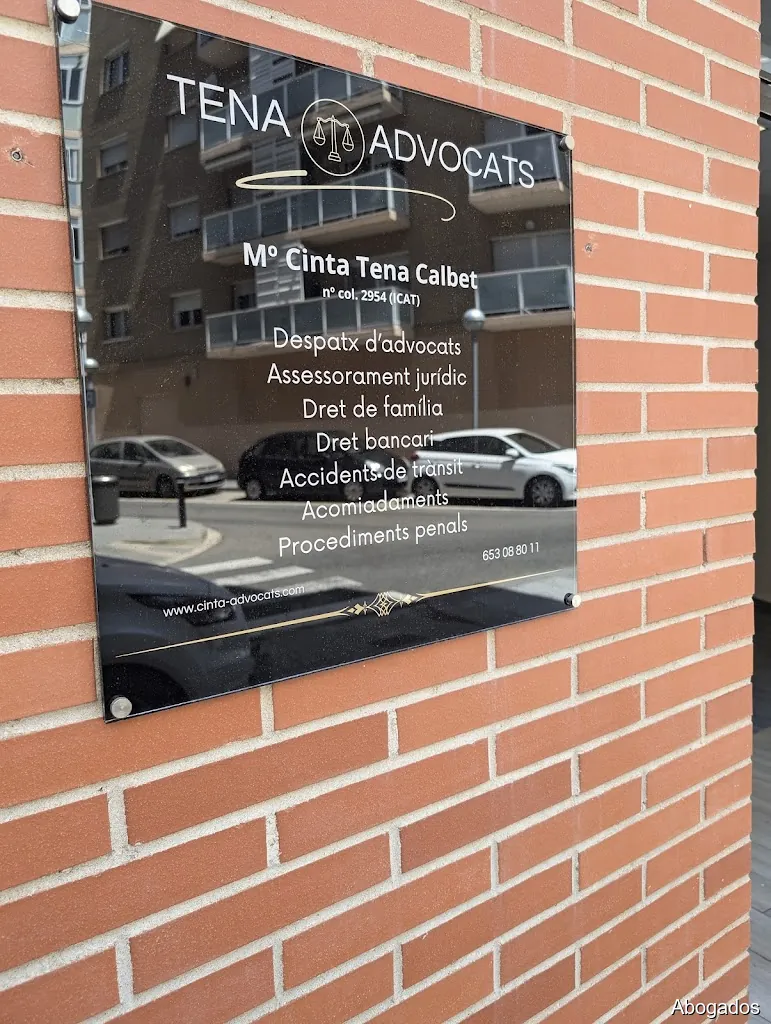 TENA ADVOCATS
Mº Cinta Tena Calbet
nº col. 2954 (ICAT)
Despatx d'advocats
Assessorament jurídic
Dret de família
Dret bancari
Accidents de trànsit
Acomiadaments
Procediments penals
653 08 80 11
www.cinta-advocats.com
Abogados